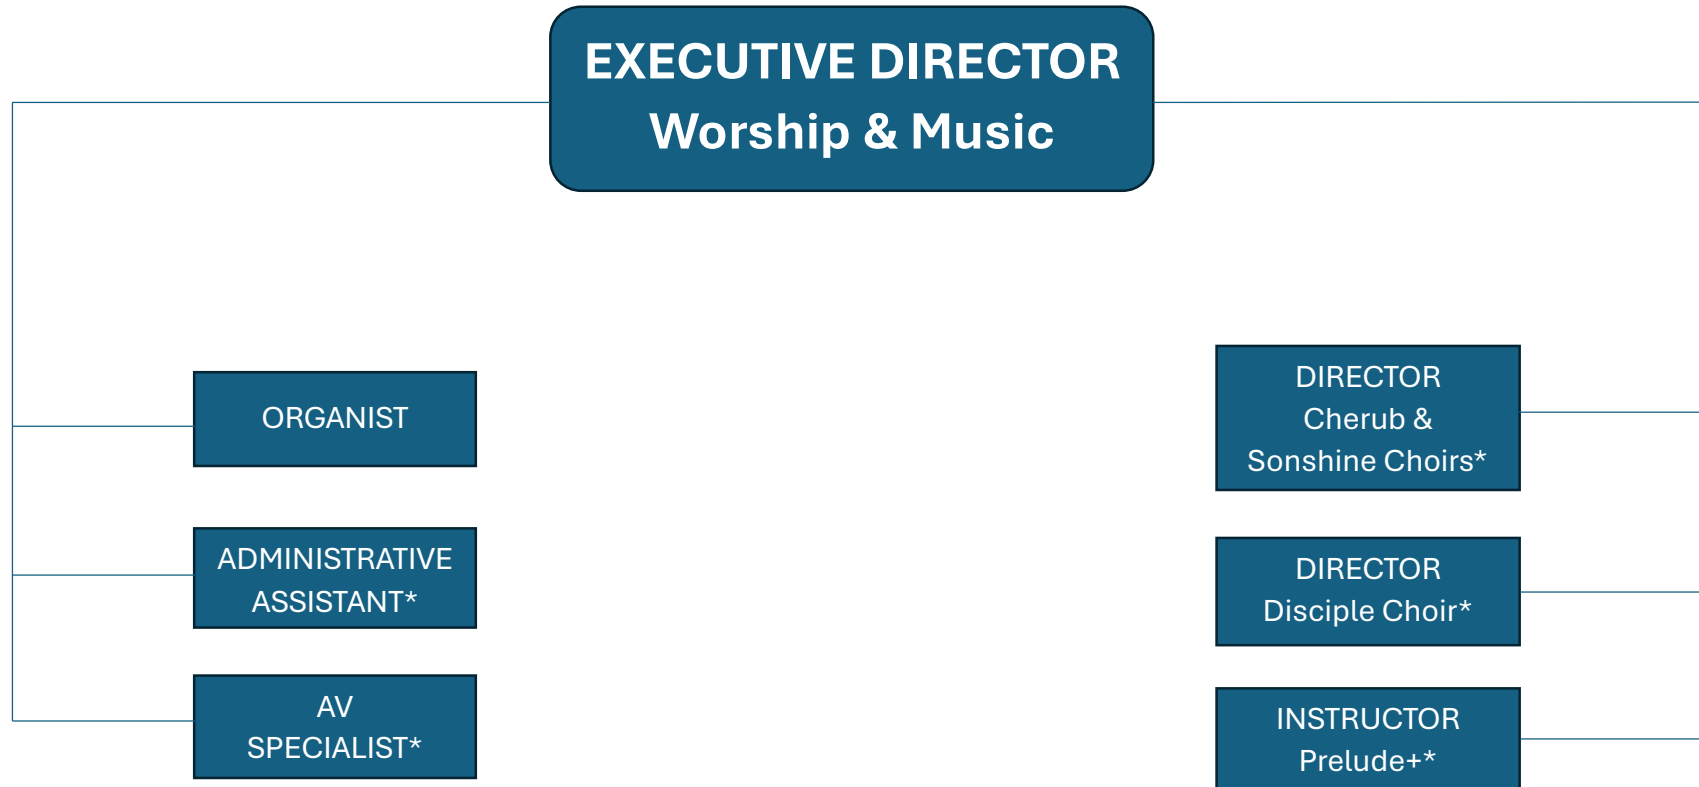 EXECUTIVE DIRECTOR
Worship & Music
ORGANIST
ADMINISTRATIVE
ASSISTANT*
AV
SPECIALIST*
DIRECTOR
Cherub &
Sonshine Choirs*
DIRECTOR
Disciple Choir*
INSTRUCTOR
Prelude+*